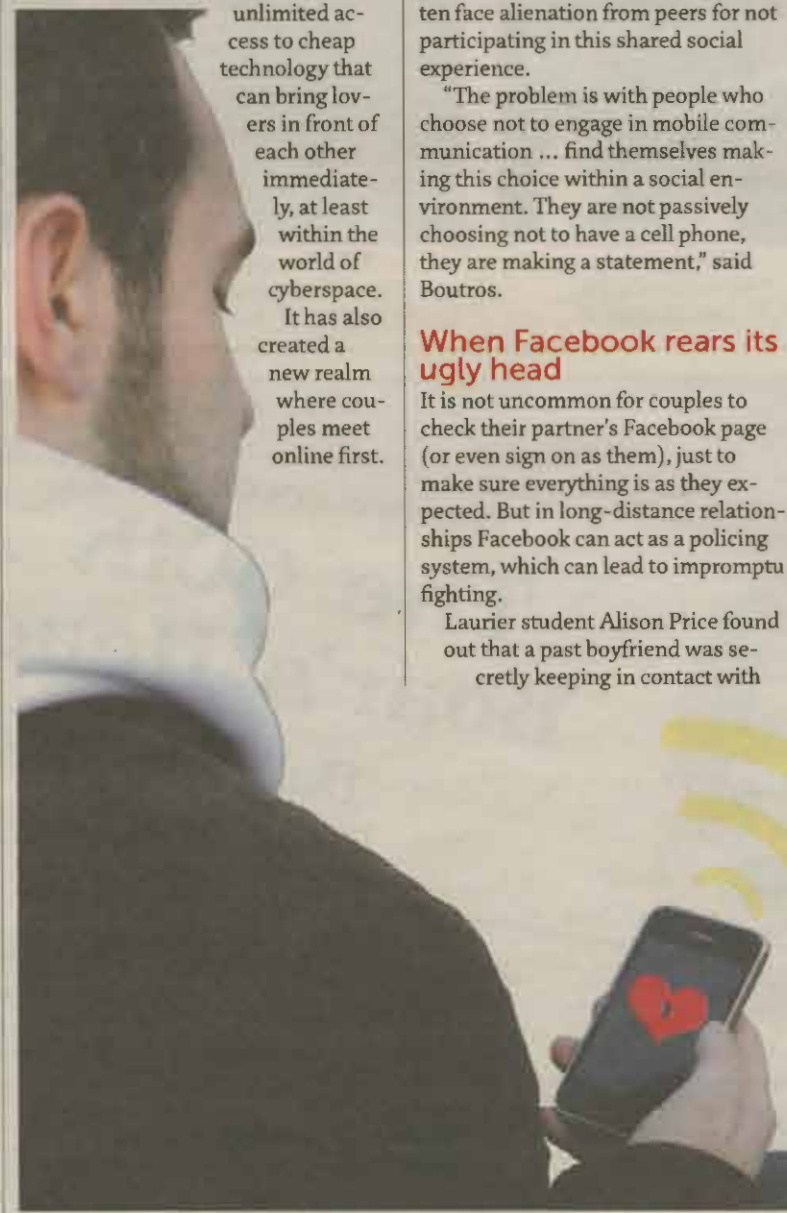 unlimited ac-
cess to cheap
technology that
can bring lov-
ers in front of
each other
immediate-
ly, at least
within the
world of
cyberspace.
It has also
created a
new realm
where cou-
ples meet
online first.
ten face alienation from peers for not
participating in this shared social
experience.
"The problem is with people who
choose not to engage in mobile com-
munication ... find themselves mak-
ing this choice within a social en-
vironment. They are not passively
choosing not to have a cell phone,
they are making a statement," said
Boutros.
When Facebook rears its
ugly head
It is not uncommon for couples to
check their partner's Facebook page
(or even sign on as them), just to
make sure everything is as they ex-
pected. But in long-distance relation-
ships Facebook can act as a policing
system, which can lead to impromptu
fighting.
Laurier student Alison Price found
out that a past boyfriend was se-
cretly keeping in contact with